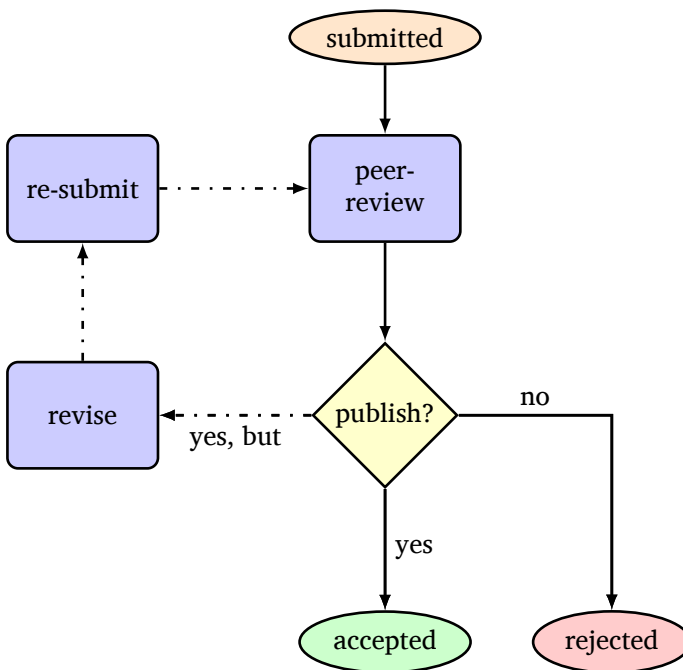 submitted
re-submit
peer-
review
revise
yes, but
publish?
no
yes
accepted
rejected